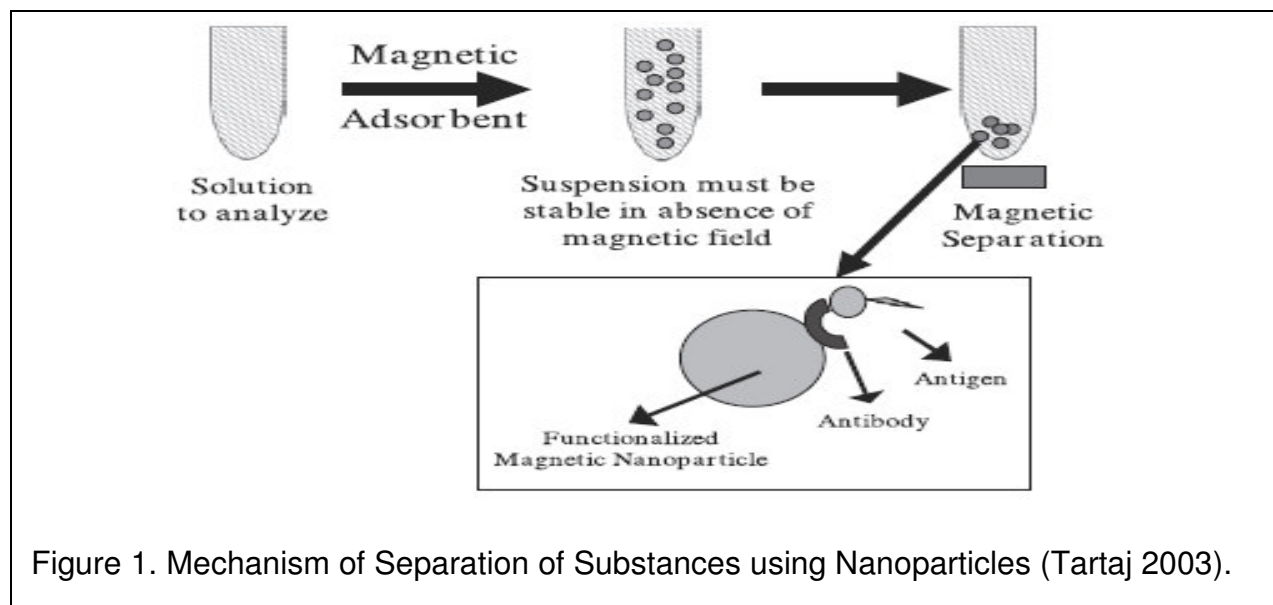 Magnetic
Adsorbent
Solution
to analyze
Suspension must be
stable in absence of
magnetic field
Magnetic
Separation
Antigen
Antibody
Functionalized
Magnetic Nanoparticle
Figure 1. Mechanism of Separation of Substances using Nanoparticles (Tartaj 2003).